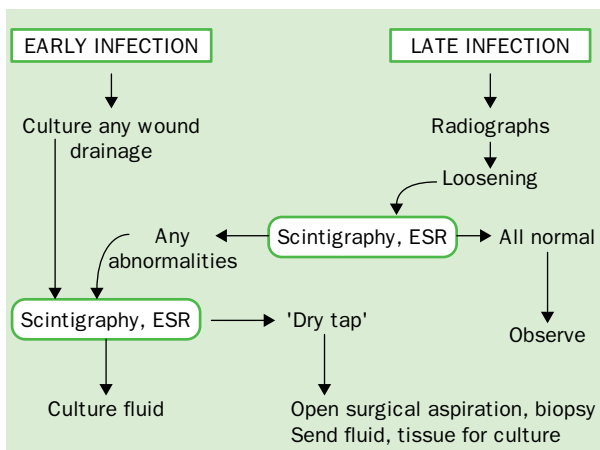 EARLY INFECTION
LATE INFECTION
Culture any wound
drainage
Radiographs
Loosening
Any
abnormalities
Scintigraphy, ESR
All normal
Scintigraphy, ESR
'Dry tap'
Observe
Culture fluid
Open surgical aspiration, biopsy
Send fluid, tissue for culture